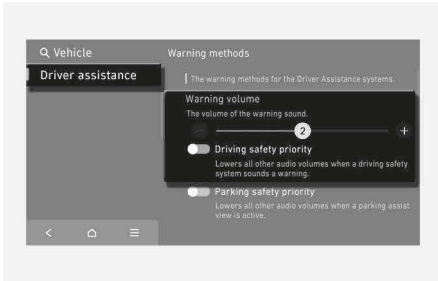 Vehicle
Warning methods
Driver assistance
The warning methods for the Driver Assistance systems.
Warning volume
The volume of the warning sound.
2
Driving safety priority
Lowers all other audio volumes when a driving safety
system sounds a warning.
Parking safety priority
Lowers all other audio volumes when a parking assist
view is active.